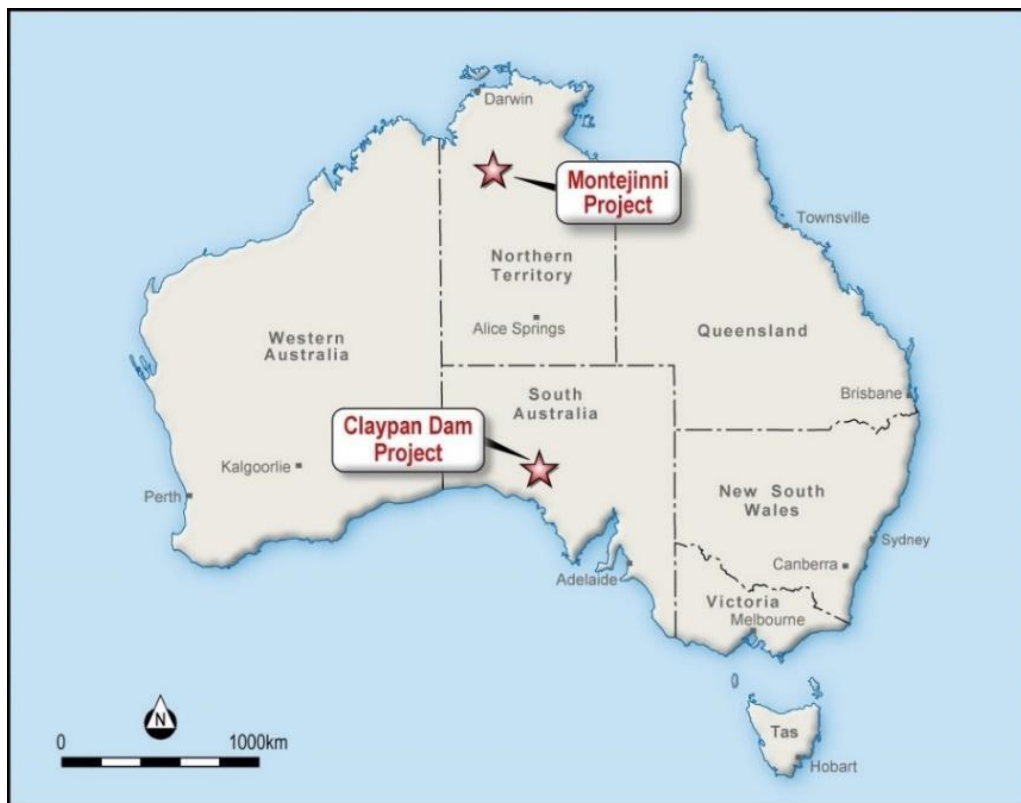 Darwin
Montejinni
Project
Townsville
Northern
Territory
Alice Springs
Western
Australia
Queensland
South
Australia
Brisbane
Claypan Dam
Project
Kalgoorlie
Perth
New South
Wales
Sydney
Canberra
Adelaide
Victoria
Melbourne
N
0 1000km
Tas
Hobart